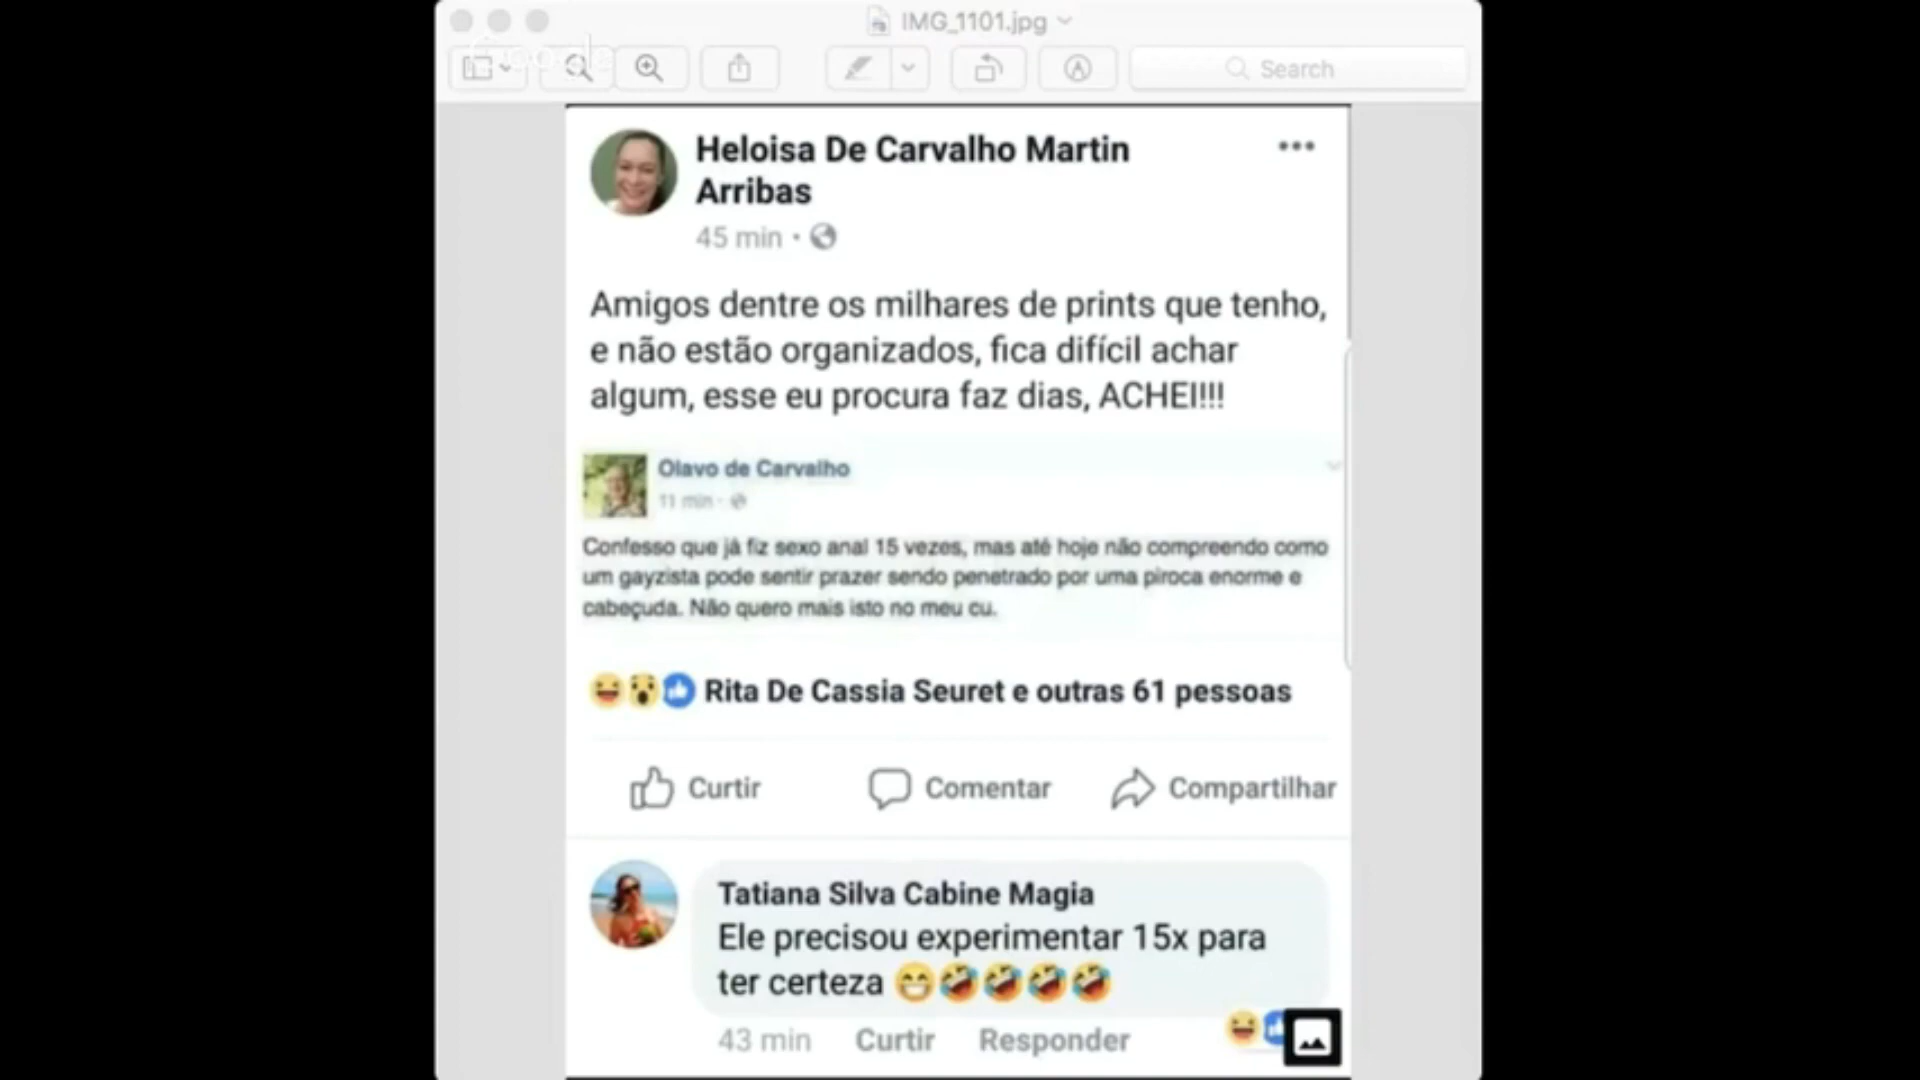 IMG_1101.jpg
Google
Search
Heloisa De Carvalho Martin
Arribas
45 min
Amigos dentre os milhares de prints que tenho,
e não estão organizados, fica difícil achar
algum, esse eu procura faz dias, ACHEI!!!
Olavo de Carvalho
11 min
Confesso que já fiz sexo anal 15 vezes, mas até hoje não compreendo como
um gayzista pode sentir prazer sendo penetrado por uma piroca enorme e
cabeçuda. Não quero mais isto no meu cu.
Rita De Cassia Seuret e outras 61 pessoas
Curtir Comentar Compartilhar
Tatiana Silva Cabine Magia
Ele precisou experimentar 15x para
ter certeza 😁🤣🤣🤣🤣
43 min Curtir Responder